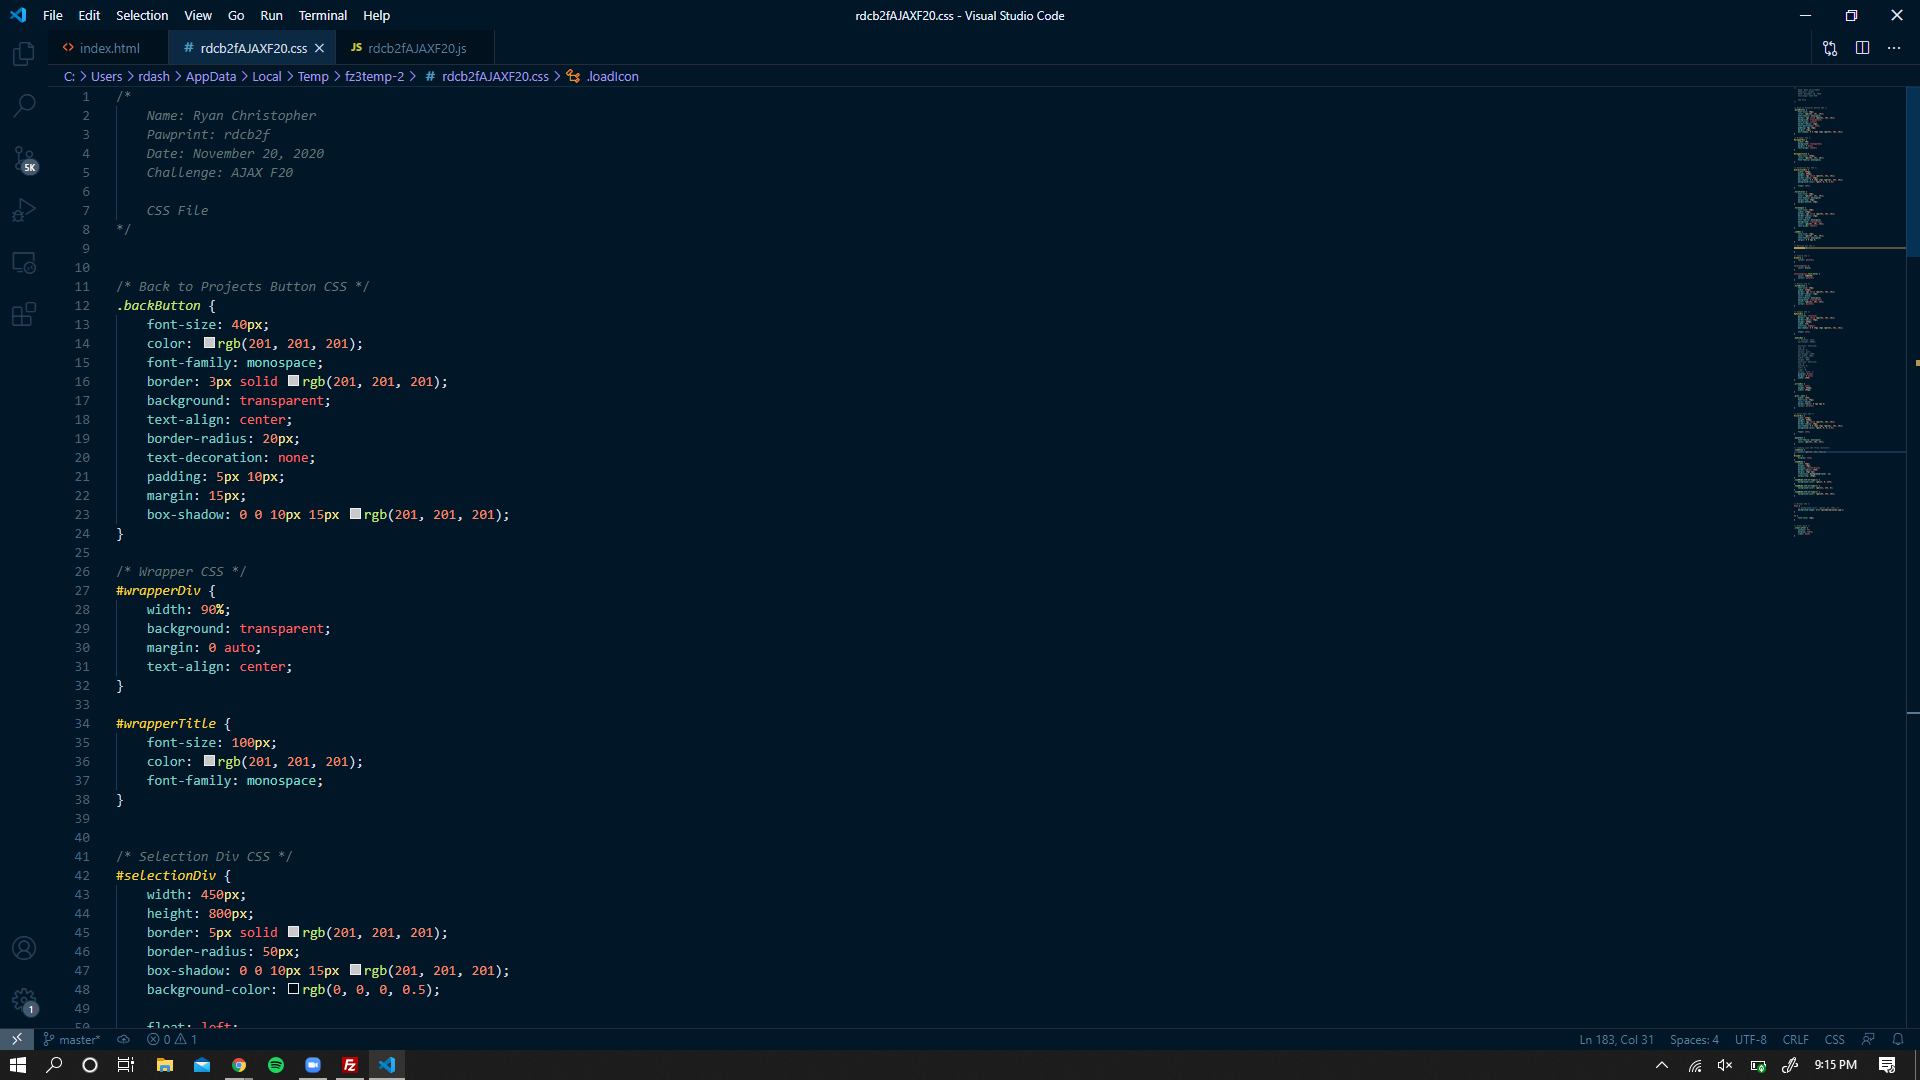 File Edit Selection View Go Run Terminal Help
rdcb2fAJAXF20.css - Visual Studio Code
index.html
# rdcb2fAJAXF20.css
JS rdcb2fAJAXF20.js
C: > Users > rdash > AppData > Local > Temp > fz3temp-2 > # rdcb2fAJAXF20.css > .loadIcon
5K
1 /*
2 Name: Ryan Christopher
3 Pawprint: rdcb2f
4 Date: November 20, 2020
5 Challenge: AJAX F20
6
7 CSS File
8 */
9
10
11 /* Back to Projects Button CSS */
12 .backButton {
13 font-size: 40px;
14 color: rgb(201, 201, 201);
15 font-family: monospace;
16 border: 3px solid rgb(201, 201, 201);
17 background: transparent;
18 text-align: center;
19 border-radius: 20px;
20 text-decoration: none;
21 padding: 5px 10px;
22 margin: 15px;
23 box-shadow: 0 0 10px 15px rgb(201, 201, 201);
24 }
25
26 /* Wrapper CSS */
27 #wrapperDiv {
28 width: 90%;
29 background: transparent;
30 margin: 0 auto;
31 text-align: center;
32 }
33
34 #wrapperTitle {
35 font-size: 100px;
36 color: rgb(201, 201, 201);
37 font-family: monospace;
38 }
39
40
41 /* Selection Div CSS */
42 #selectionDiv {
43 width: 450px;
44 height: 800px;
45 border: 5px solid rgb(201, 201, 201);
46 border-radius: 50px;
47 box-shadow: 0 0 10px 15px rgb(201, 201, 201);
48 background-color: rgb(0, 0, 0, 0.5);
49
50 float: left;
1
master* 0 1
Ln 183, Col 31 Spaces: 4 UTF-8 CRLF CSS
9:15 PM